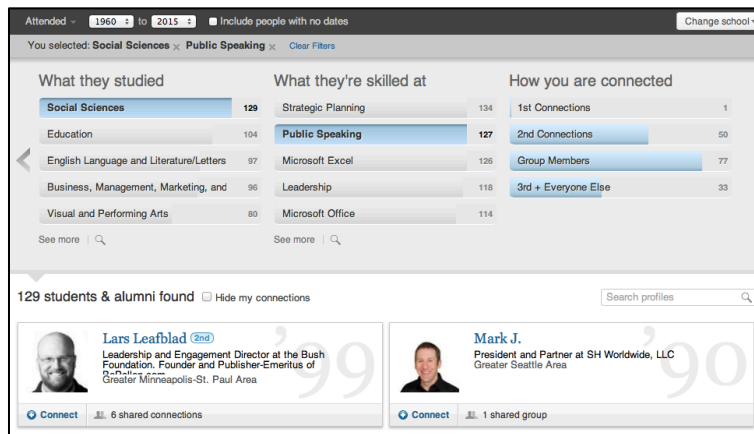 Attended 1960 to 2015 Include people with no dates Change school
You selected: Social Sciences × Public Speaking × Clear Filters
What they studied
Social Sciences 129
Education 104
English Language and Literature/Letters 97
Business, Management, Marketing, and 96
Visual and Performing Arts 80
See more
What they're skilled at
Strategic Planning 134
Public Speaking 127
Microsoft Excel 126
Leadership 118
Microsoft Office 114
See more
How you are connected
1st Connections 1
2nd Connections 50
Group Members 77
3rd + Everyone Else 33
129 students & alumni found Hide my connections Search profiles
Lars Leafblad 2nd
Leadership and Engagement Director at the Bush
Foundation. Founder and Publisher-Emeritus of
Greater Minneapolis-St. Paul Area
'99
Connect 6 shared connections
Mark J.
President and Partner at SH Worldwide, LLC
Greater Seattle Area
'90
Connect 1 shared group